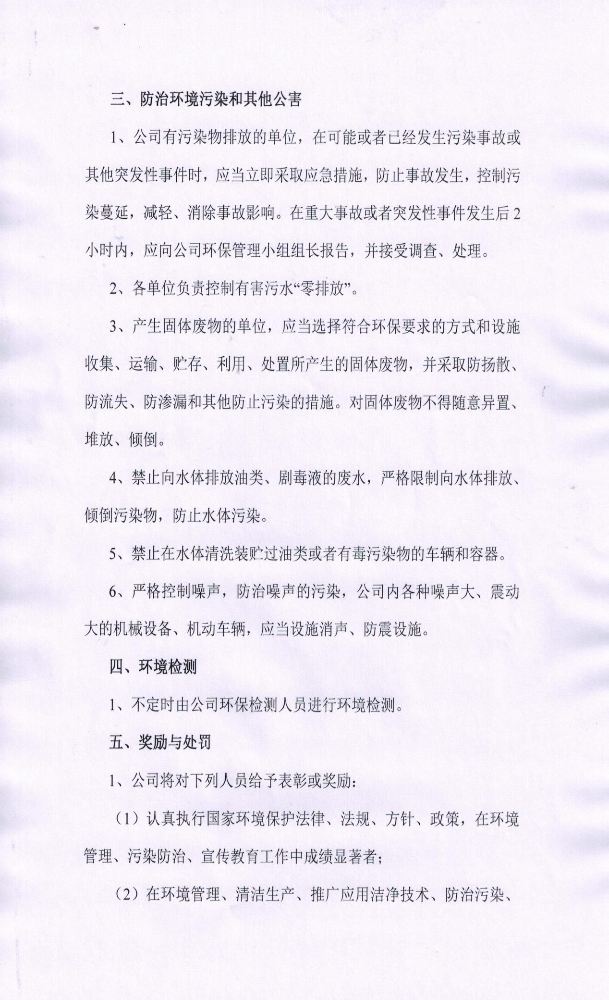 三、防治环境污染和其他公害
1、公司有污染物排放的单位，在可能或者已经发生污染事故或
其他突发性事件时，应当立即采取应急措施，防止事故发生，控制污
染蔓延，减轻、消除事故影响。在重大事故或者突发性事件发生后2
小时内，应向公司环保管理小组组长报告，并接受调查、处理。
2、各单位负责控制有害污水“零排放”。
3、产生固体废物的单位，应当选择符合环保要求的方式和设施
收集、运输、贮存、利用、处置所产生的固体废物，并采取防扬散、
防流失、防渗漏和其他防止污染的措施。对固体废物不得随意异置、
堆放、倾倒。
4、禁止向水体排放油类、剧毒液的废水，严格限制向水体排放、
倾倒污染物，防止水体污染。
5、禁止在水体清洗装贮过油类或者有毒污染物的车辆和容器。
6、严格控制噪声，防治噪声的污染，公司内各种噪声大、震动
大的机械设备、机动车辆，应当设施消声、防震设施。
四、环境检测
1、不定时由公司环保检测人员进行环境检测。
五、奖励与处罚
1、公司将对下列人员给予表彰或奖励：
（1）认真执行国家环境保护法律、法规、方针、政策，在环境
管理、污染防治、宣传教育工作中成绩显著者；
（2）在环境管理、清洁生产、推广应用洁净技术、防治污染、